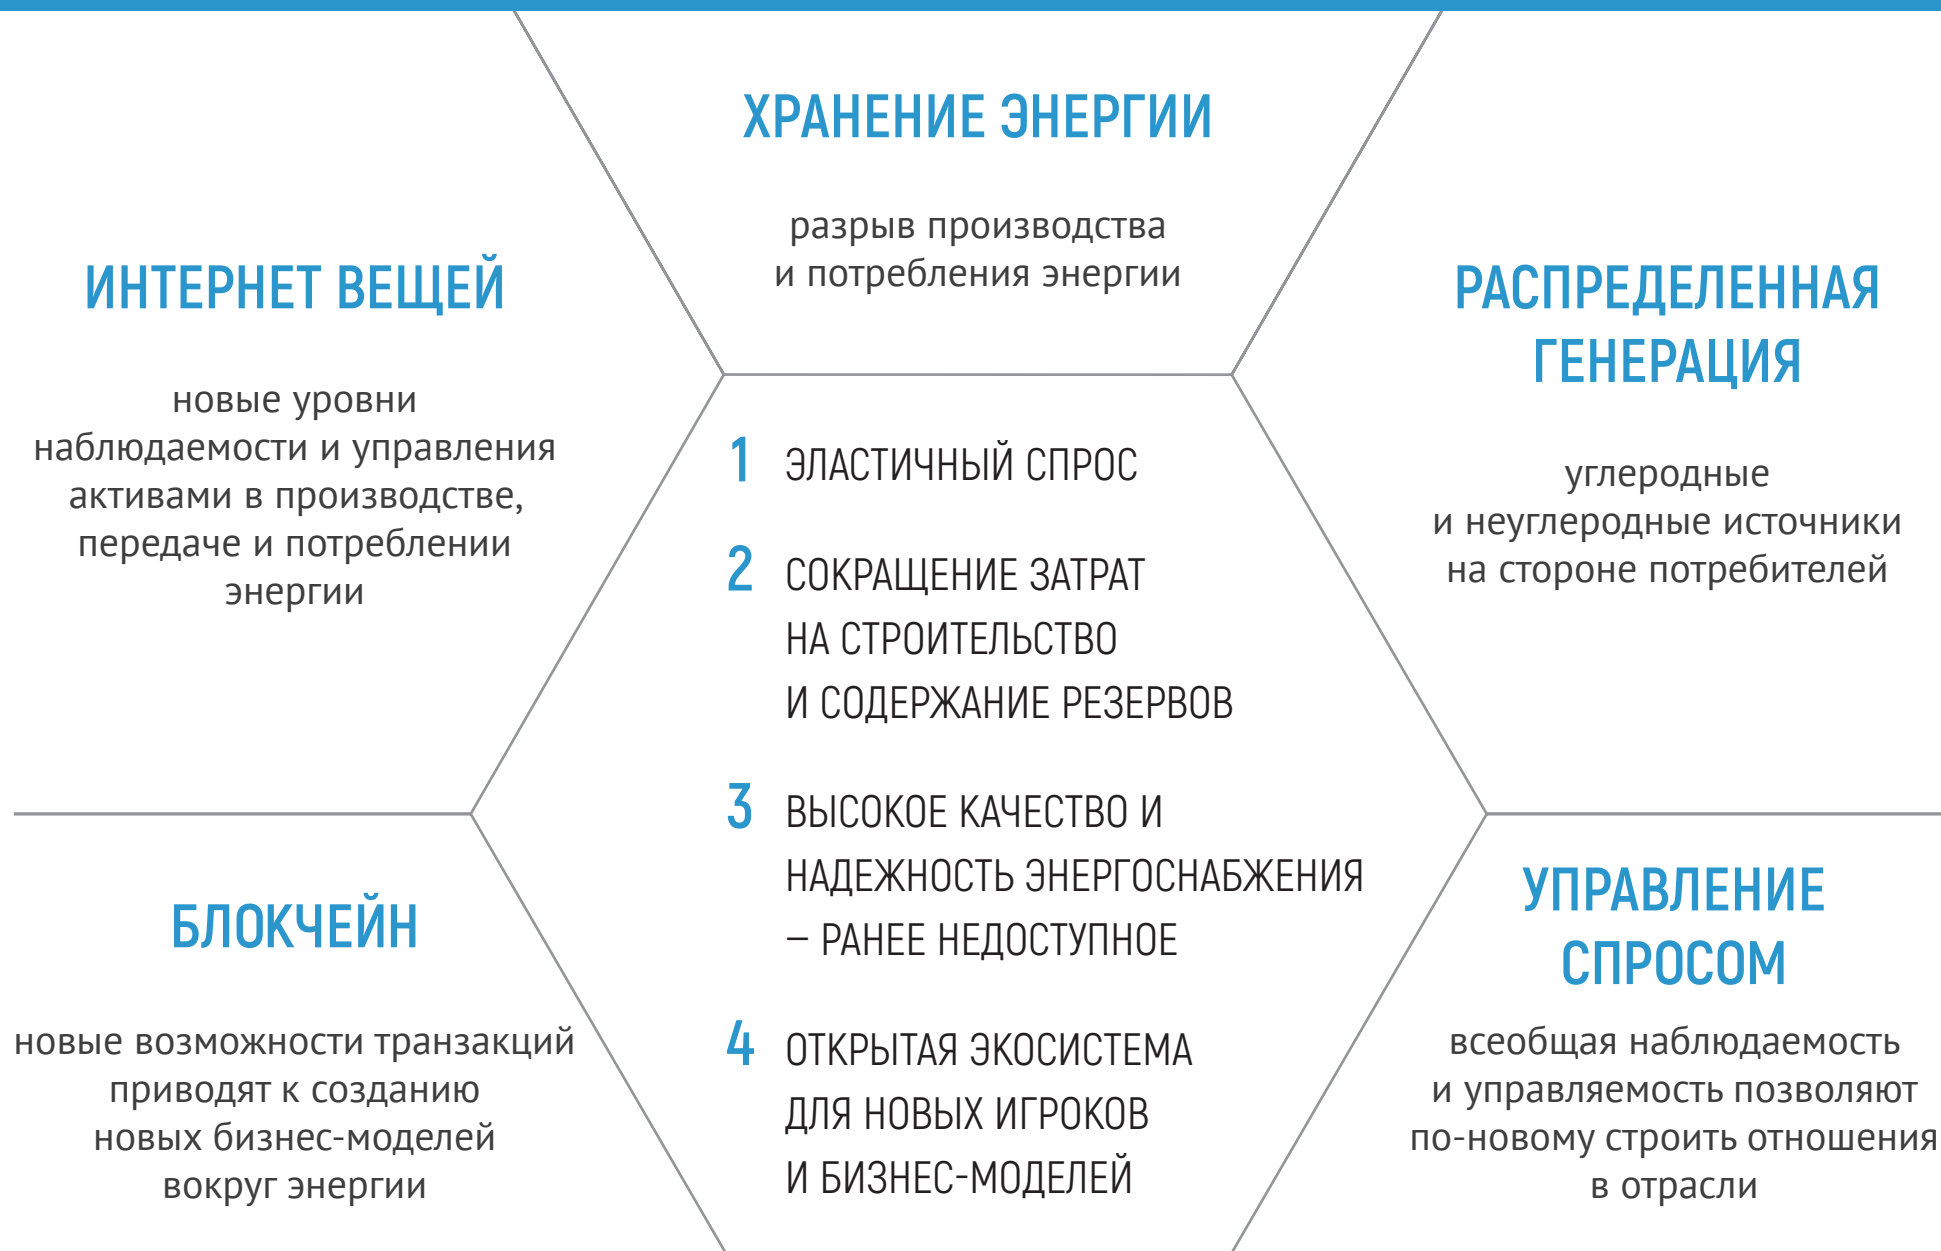 ХРАНЕНИЕ ЭНЕРГИИ
разрыв производства
и потребления энергии
ИНТЕРНЕТ ВЕЩЕЙ
новые уровни
наблюдаемости и управления
активами в производстве,
передаче и потреблении
энергии
РАСПРЕДЕЛЕННАЯ
ГЕНЕРАЦИЯ
углеродные
и неуглеродные источники
на стороне потребителей
1 ЭЛАСТИЧНЫЙ СПРОС
2 СОКРАЩЕНИЕ ЗАТРАТ
НА СТРОИТЕЛЬСТВО
И СОДЕРЖАНИЕ РЕЗЕРВОВ
3 ВЫСОКОЕ КАЧЕСТВО И
НАДЕЖНОСТЬ ЭНЕРГОСНАБЖЕНИЯ
– РАНЕЕ НЕДОСТУПНОЕ
4 ОТКРЫТАЯ ЭКОСИСТЕМА
ДЛЯ НОВЫХ ИГРОКОВ
И БИЗНЕС-МОДЕЛЕЙ
БЛОКЧЕЙН
новые возможности транзакций
приводят к созданию
новых бизнес-моделей
вокруг энергии
УПРАВЛЕНИЕ
СПРОСОМ
всеобщая наблюдаемость
и управляемость позволяют
по-новому строить отношения
в отрасли